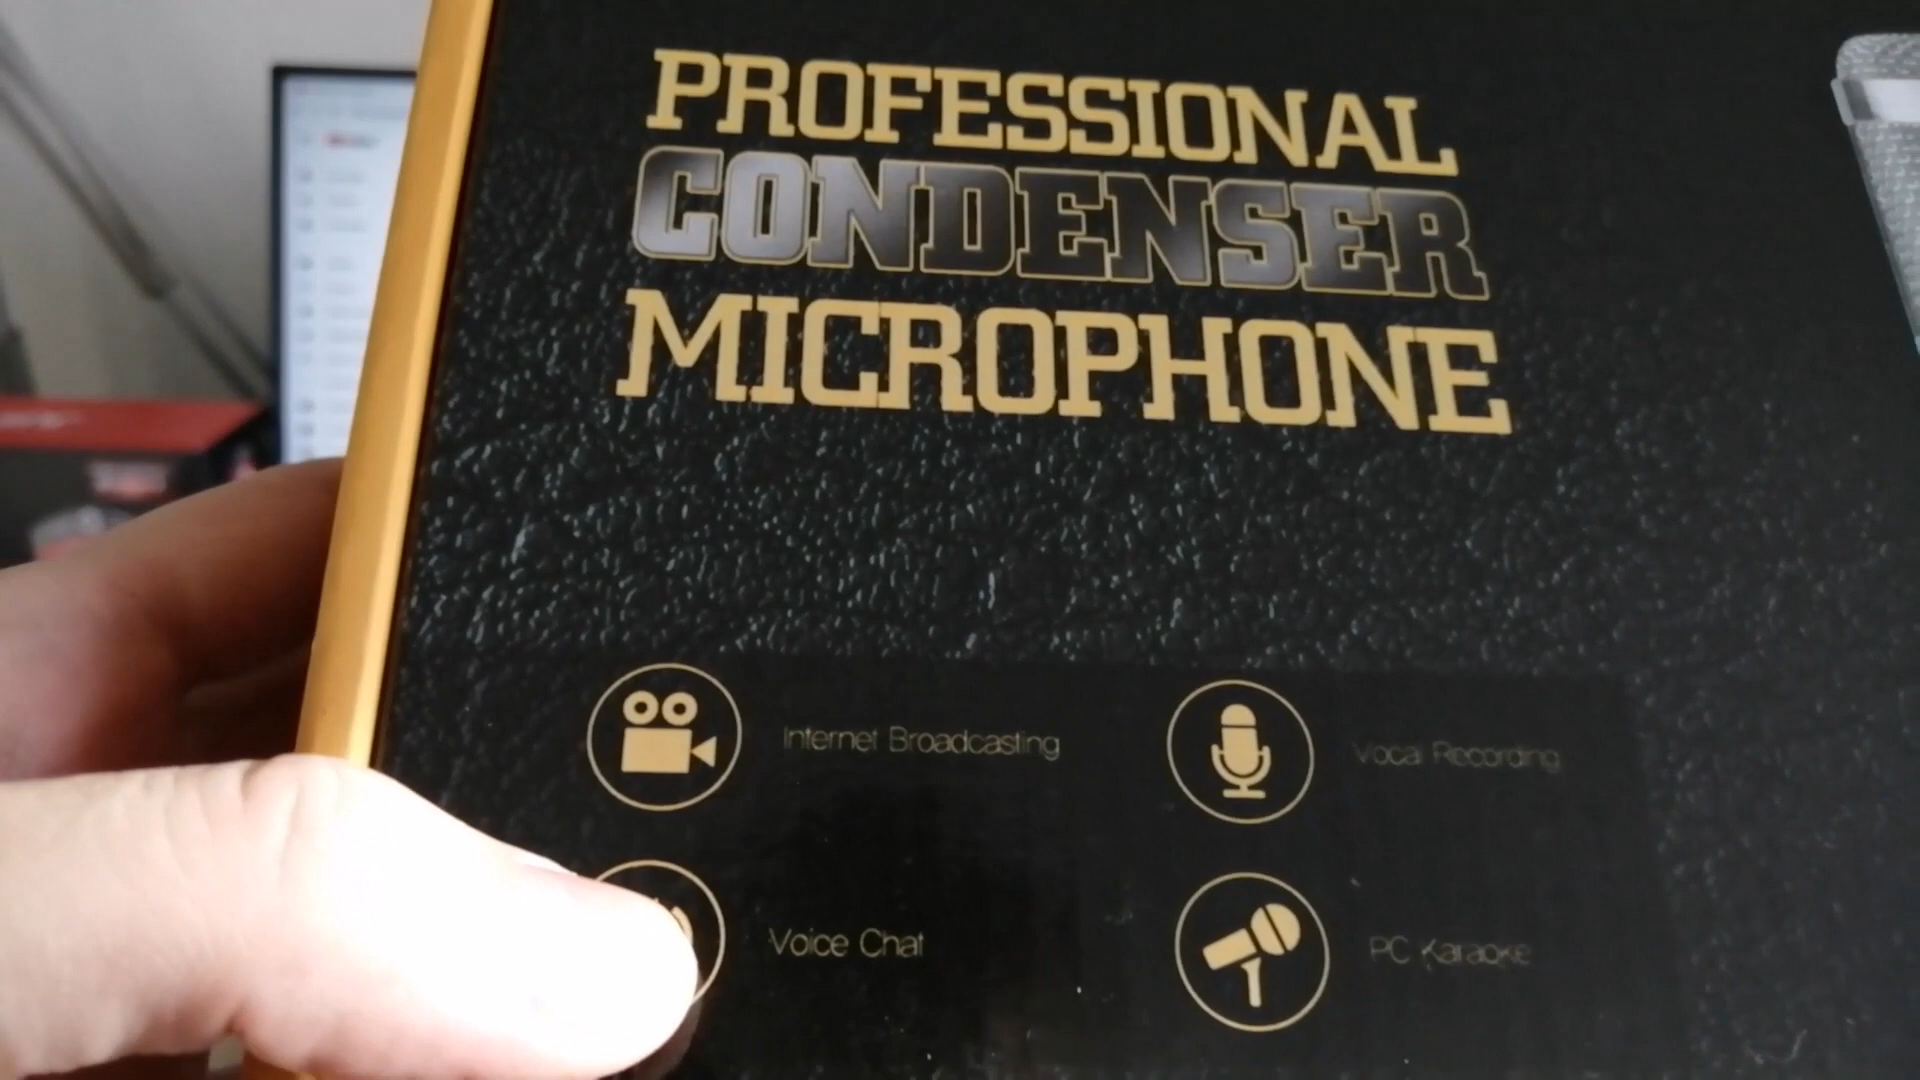 PROFESSIONAL
CONDENSER
MICROPHONE
Internet Broadcasting
Vocal Recording
Voice Chat
PC Karaoke